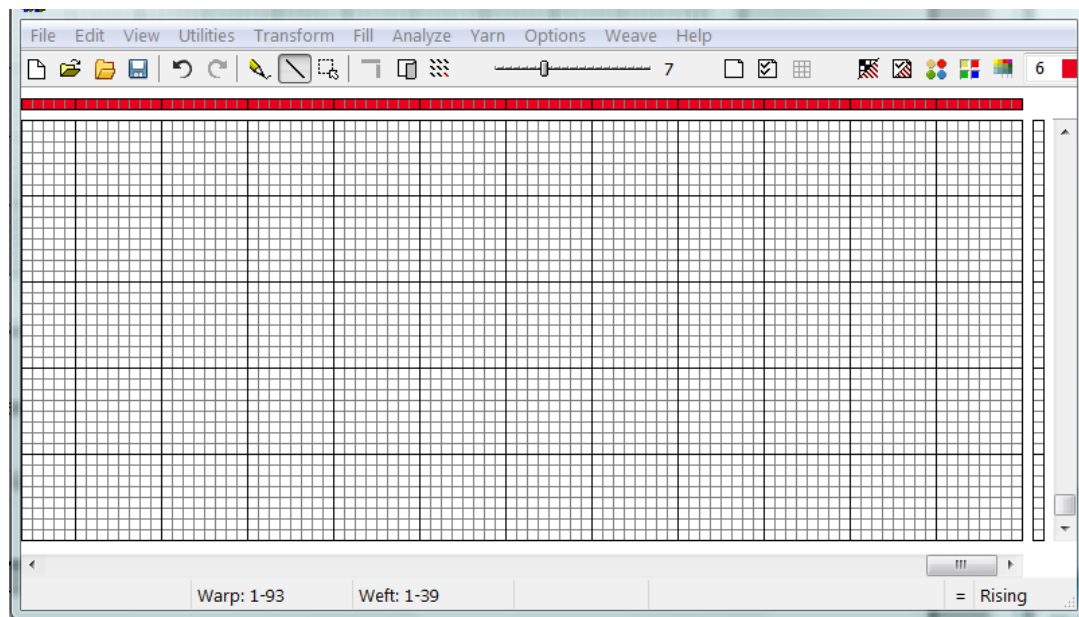 File Edit View Utilities Transform Fill Analyze Yarn Options Weave Help
7 6
Warp: 1-93 Weft: 1-39 = Rising